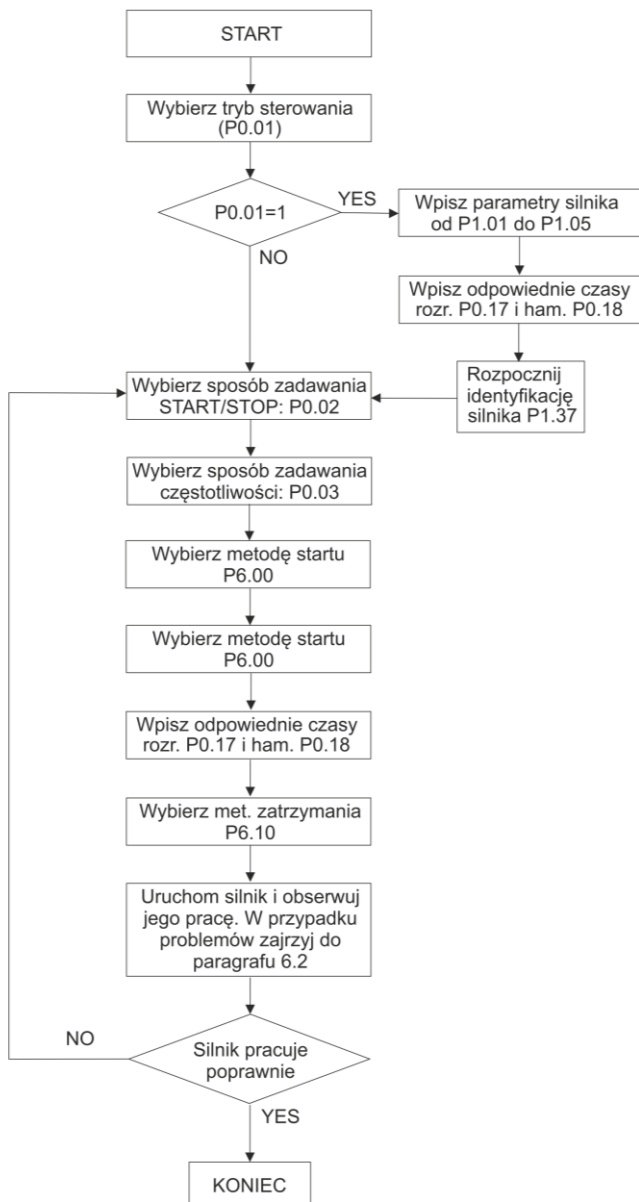 START
Wybierz tryb sterowania
(P0.01)
P0.01=1
YES
Wpisz parametry silnika
od P1.01 do P1.05
NO
Wpisz odpowiednie czasy
rozr. P0.17 i ham. P0.18
Rozpocznij
identyfikację
silnika P1.37
Wybierz sposób zadawania
START/STOP: P0.02
Wybierz sposób zadawania
częstotliwości: P0.03
Wybierz metodę startu
P6.00
Wybierz metodę startu
P6.00
Wpisz odpowiednie czasy
rozr. P0.17 i ham. P0.18
Wybierz met. zatrzymania
P6.10
Uruchom silnik i obserwuj
jego pracę. W przypadku
problemów zajrzyj do
paragrafu 6.2
NO
Silnik pracuje
poprawnie
YES
KONIEC